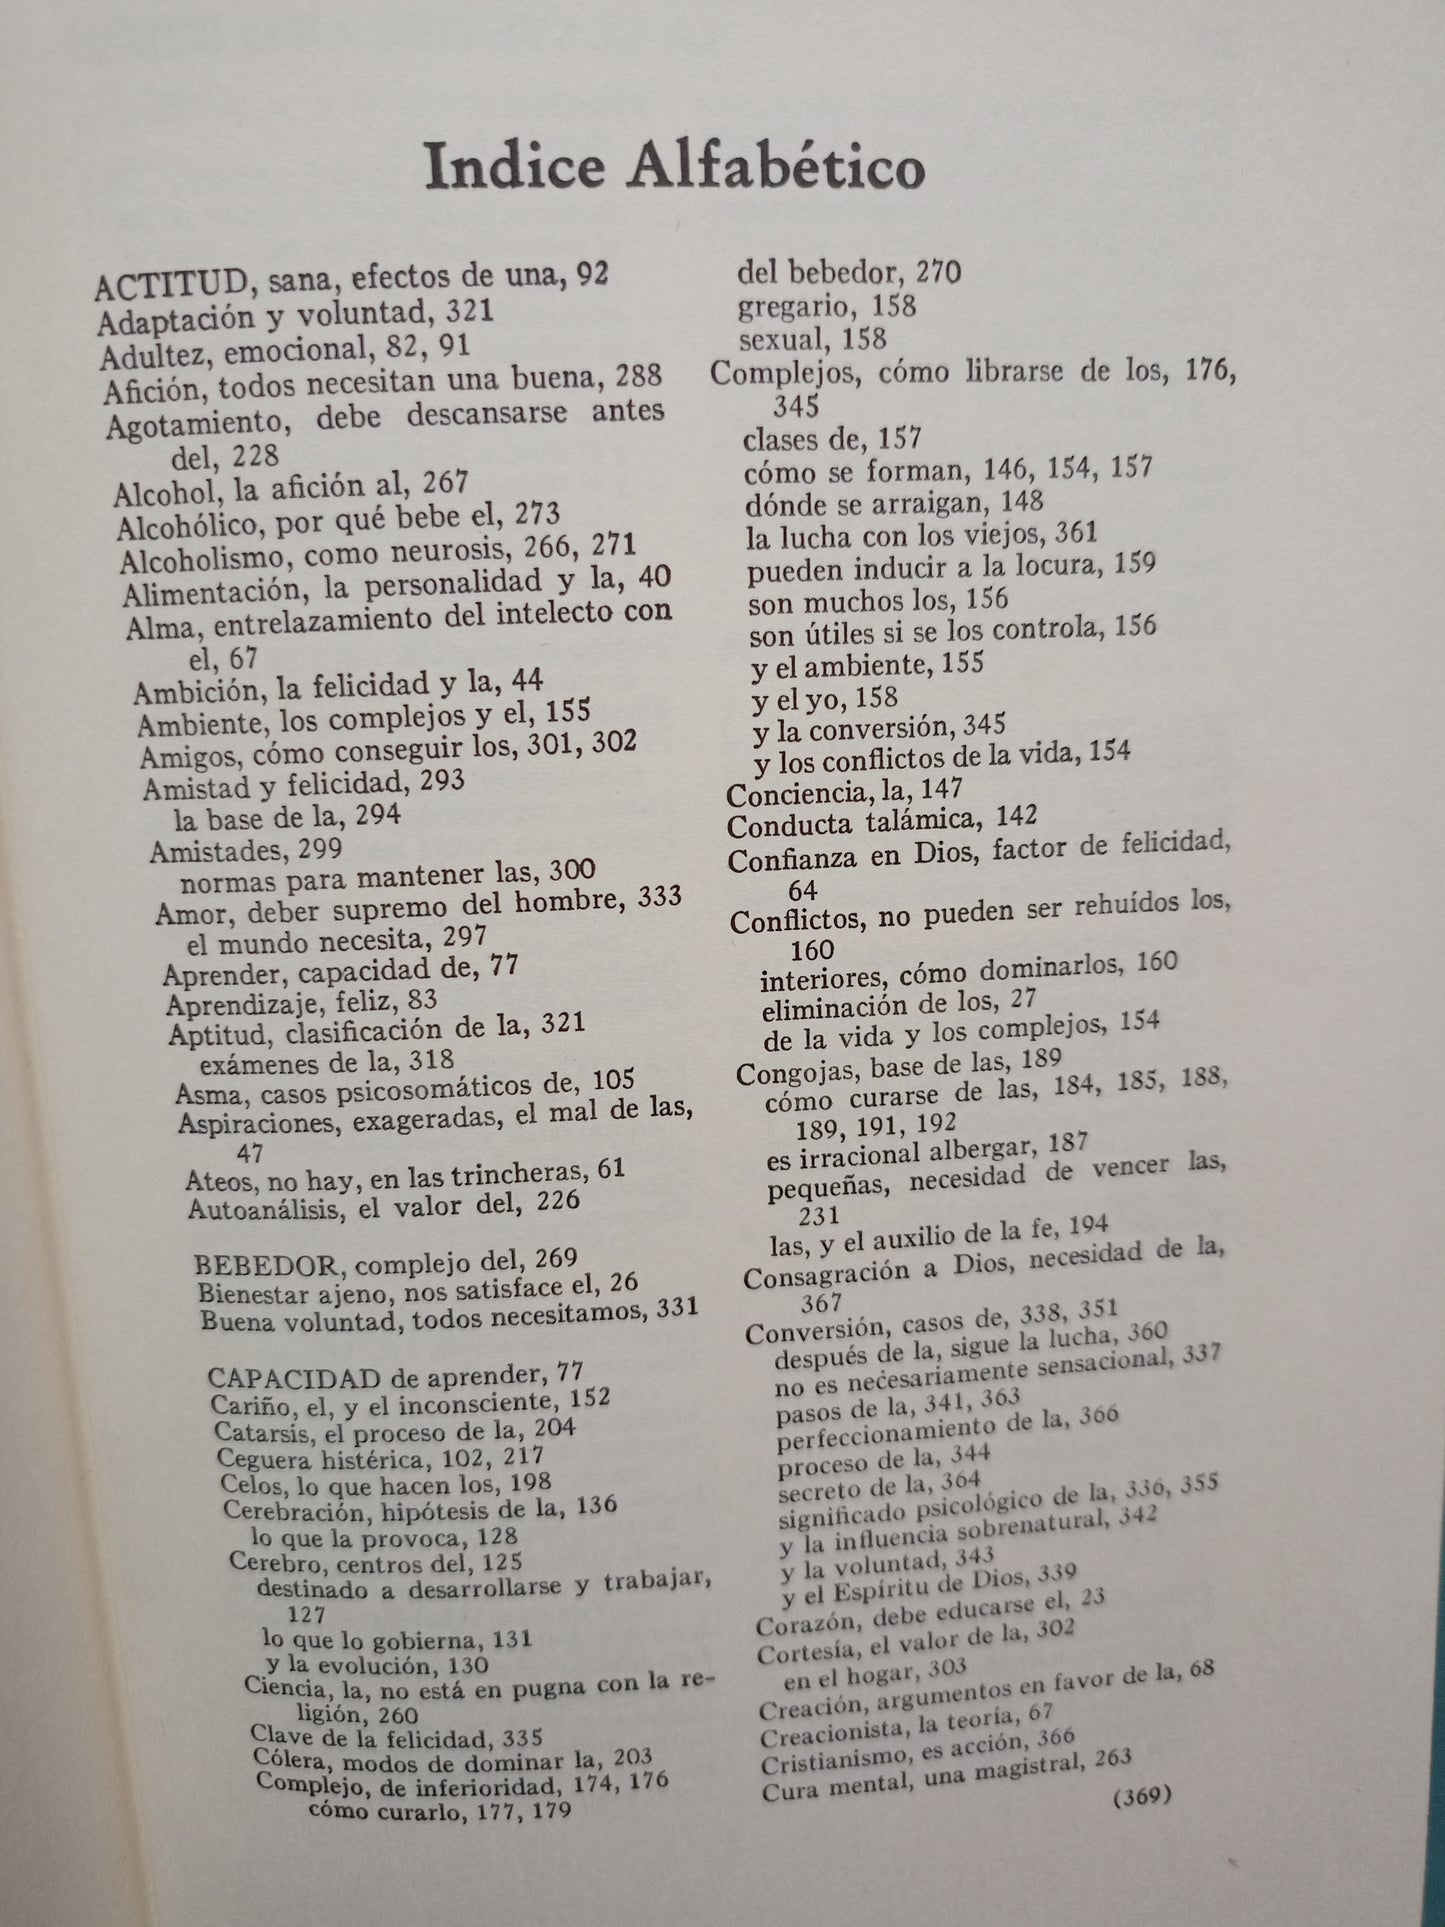 Indice Alfabético
ACTITUD, sana, efectos de una, 92
Adaptación y voluntad, 321
Adultez, emocional, 82, 91
Afición, todos necesitan una buena, 288
Agotamiento, debe descansarse antes
del, 228
Alcohol, la afición al, 267
Alcohólico, por qué bebe el, 273
Alcoholismo, como neurosis, 266, 271
Alimentación, la personalidad y la, 40
Alma, entrelazamiento del intelecto con
el, 67
Ambición, la felicidad y la, 44
Ambiente, los complejos y el, 155
Amigos, cómo conseguir los, 301, 302
Amistad y felicidad, 293
la base de la, 294
Amistades, 299
normas para mantener las, 300
Amor, deber supremo del hombre, 333
el mundo necesita, 297
Aprender, capacidad de, 77
Aprendizaje, feliz, 83
Aptitud, clasificación de la, 321
exámenes de la, 318
Asma, casos psicosomáticos de, 105
Aspiraciones, exageradas, el mal de las,
47
Ateos, no hay, en las trincheras, 61
Autoanálisis, el valor del, 226
BEBEDOR, complejo del, 269
Bienestar ajeno, nos satisface el, 26
Buena voluntad, todos necesitamos, 331
CAPACIDAD de aprender, 77
Cariño, el, y el inconsciente, 152
Catarsis, el proceso de la, 204
Ceguera histérica, 102, 217
Celos, lo que hacen los, 198
Cerebración, hipótesis de la, 136
lo que la provoca, 128
Cerebro, centros del, 125
destinado a desarrollarse y trabajar,
127
lo que lo gobierna, 131
y la evolución, 130
Ciencia, la, no está en pugna con la re-
ligión, 260
Clave de la felicidad, 335
Cólera, modos de dominar la, 203
Complejo, de inferioridad, 174, 176
cómo curarlo, 177, 179
del bebedor, 270
gregario, 158
sexual, 158
Complejos, cómo librarse de los, 176,
345
clases de, 157
cómo se forman, 146, 154, 157
dónde se arraigan, 148
la lucha con los viejos, 361
pueden inducir a la locura, 159
son muchos los, 156
son útiles si se los controla, 156
y el ambiente, 155
y el yo, 158
y la conversión, 345
y los conflictos de la vida, 154
Conciencia, la, 147
Conducta talámica, 142
Confianza en Dios, factor de felicidad,
64
Conflictos, no pueden ser rehuídos los,
160
interiores, cómo dominarlos, 160
eliminación de los, 27
de la vida y los complejos, 154
Congojas, base de las, 189
cómo curarse de las, 184, 185, 188,
189, 191, 192
es irracional albergar, 187
pequeñas, necesidad de vencer las,
231
las, y el auxilio de la fe, 194
Consagración a Dios, necesidad de la,
367
Conversión, casos de, 338, 351
después de la, sigue la lucha, 360
no es necesariamente sensacional, 337
pasos de la, 341, 363
perfeccionamiento de la, 366
proceso de la, 344
secreto de la, 364
significado psicológico de la, 336, 355
y la influencia sobrenatural, 342
y la voluntad, 343
y el Espíritu de Dios, 339
Corazón, debe educarse el, 23
Cortesía, el valor de la, 302
en el hogar, 303
Creación, argumentos en favor de la, 68
Creacionista, la teoría, 67
Cristianismo, es acción, 366
Cura mental, una magistral, 263
(369)